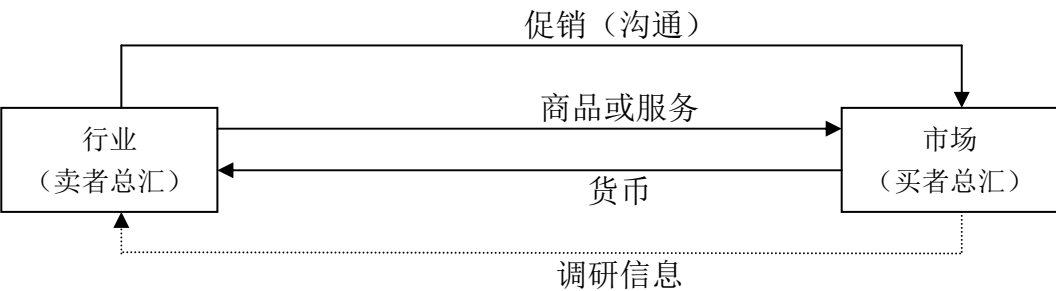 促销（沟通）
商品或服务
行业
（卖者总汇）
市场
（买者总汇）
货币
调研信息